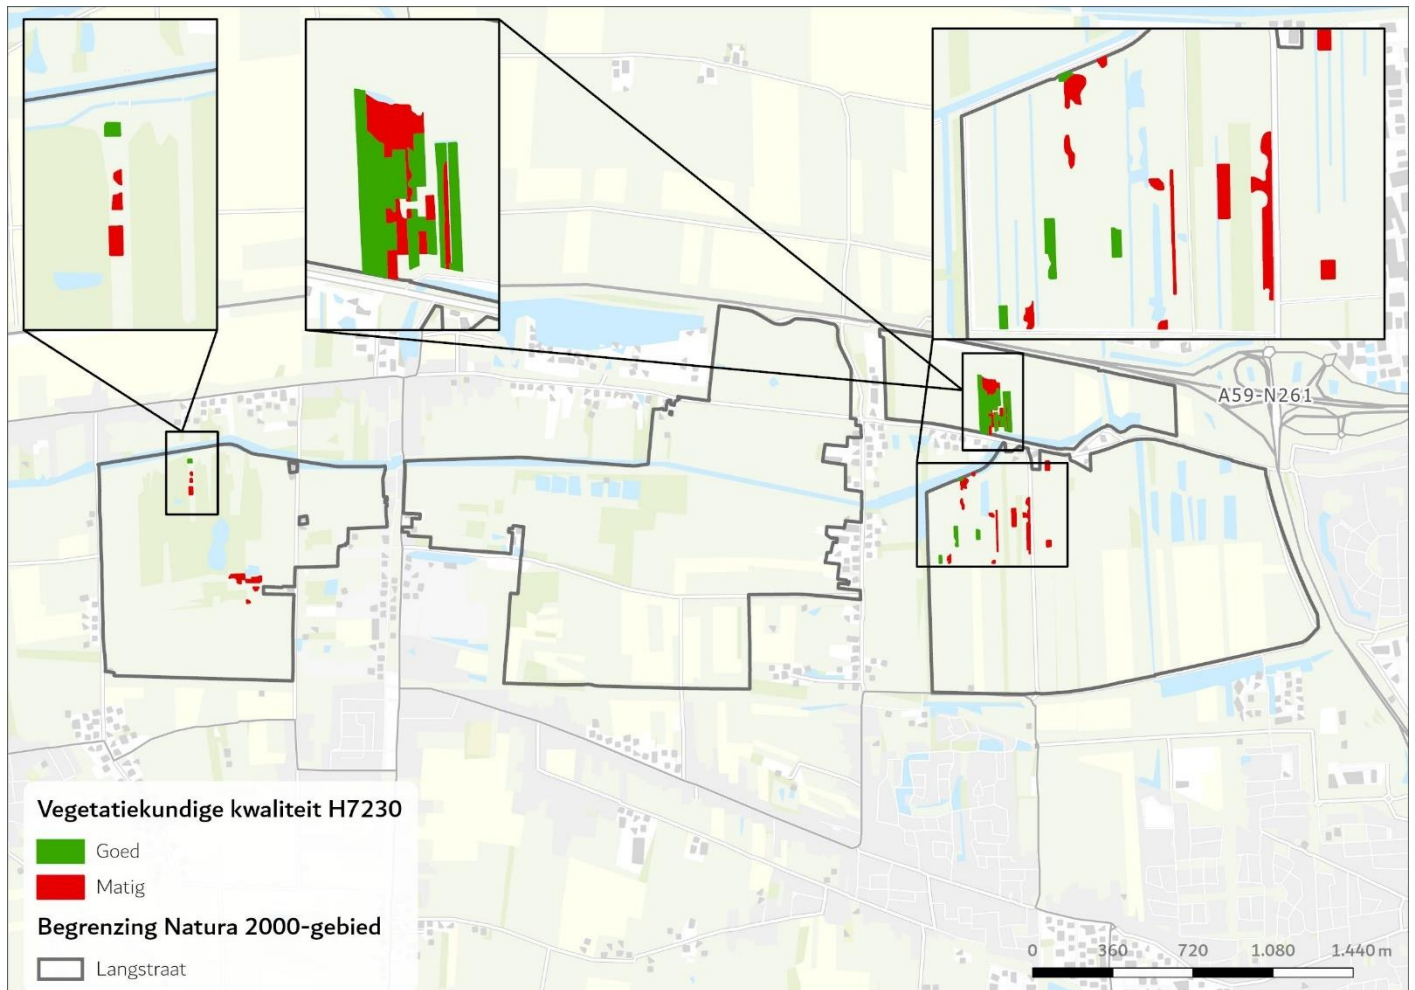 A59-N261
Vegetatiekundige kwaliteit H7230
Goed
Matig
Begrenzing Natura 2000-gebied
Langstraat
0 360 720 1.080 1.440 m